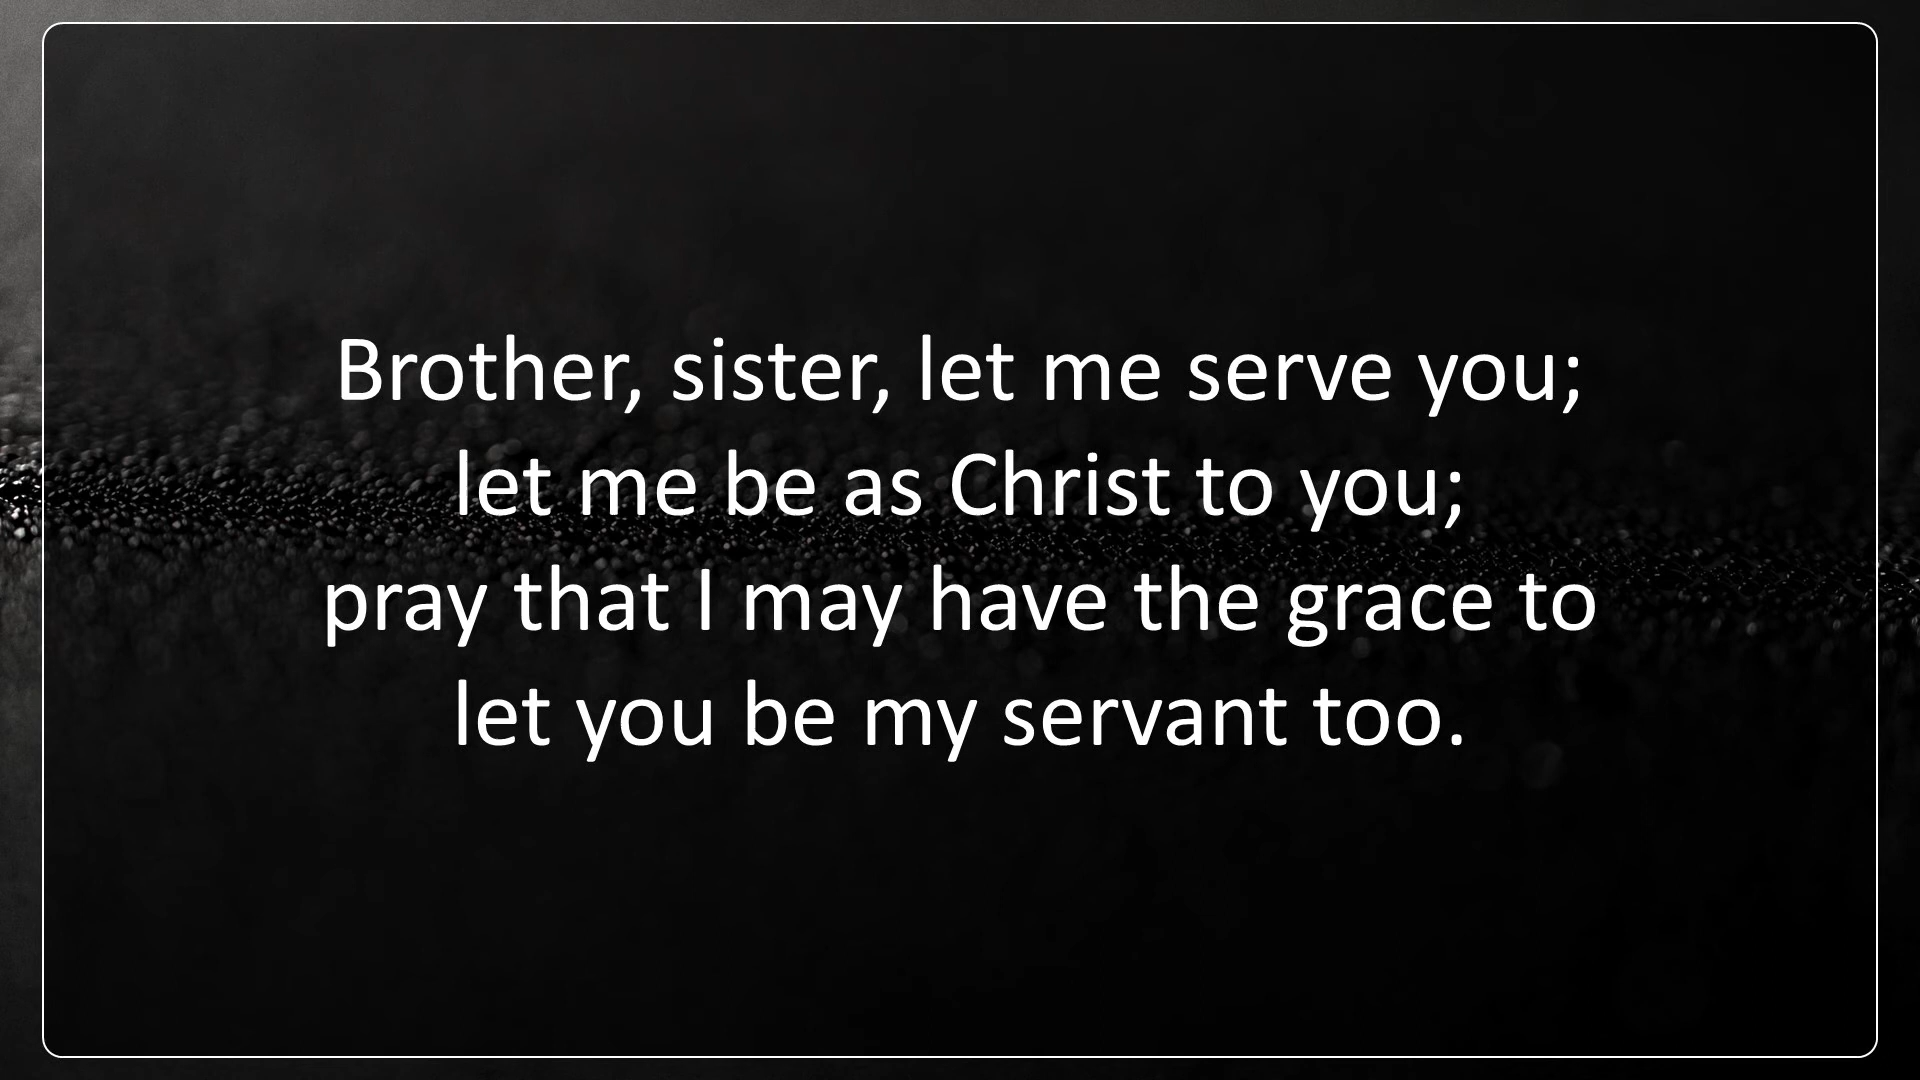 Brother, sister, let me serve you;
let me be as Christ to you;
pray that I may have the grace to
let you be my servant too.